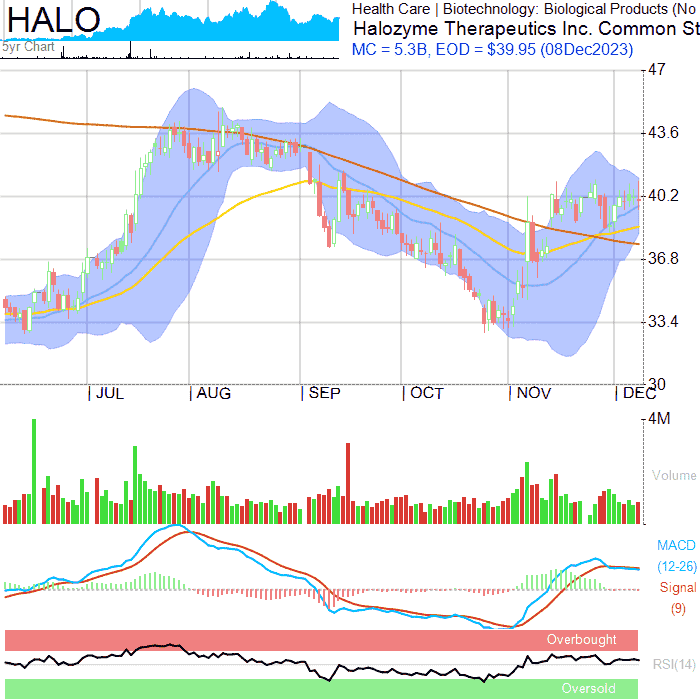 HALO
5yr Chart
Health Care | Biotechnology: Biological Products (No
Halozyme Therapeutics Inc. Common St
MC = 5.3B, EOD = $39.95 (08Dec2023)
47
43.6
40.2
36.8
33.4
30
| JUL | AUG | SEP | OCT | NOV | DEC
4M
Volume
MACD
(12-26)
Signal
(9)
Overbought
RSI(14)
Oversold